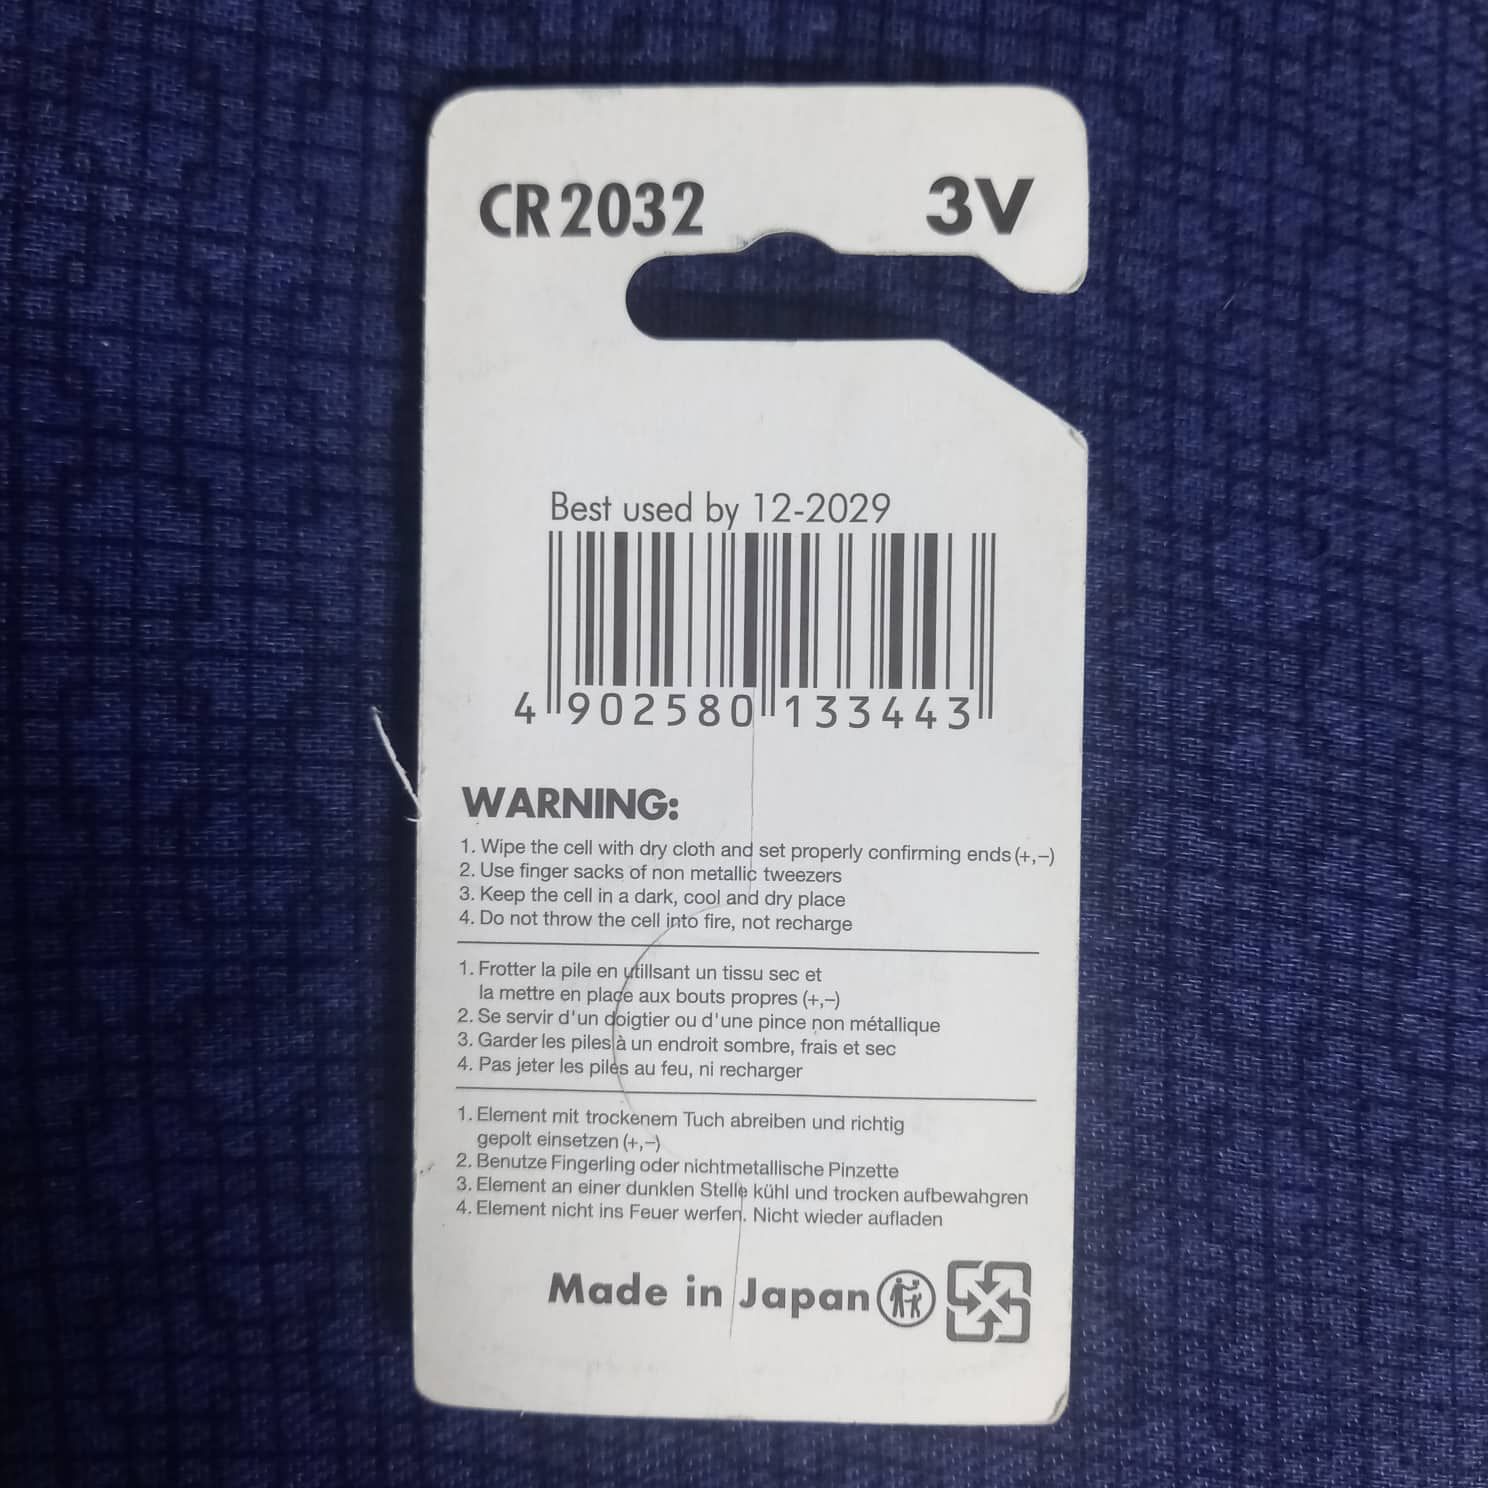 CR2032 3V
Best used by 12-2029
4 902580 133443
WARNING:
1. Wipe the cell with dry cloth and set properly confirming ends (+,−)
2. Use finger sacks of non metallic tweezers
3. Keep the cell in a dark, cool and dry place
4. Do not throw the cell into fire, not recharge
1. Frotter la pile en utillsant un tissu sec et
la mettre en place aux bouts propres (+,−)
2. Se servir d'un doigtier ou d'une pince non métallique
3. Garder les piles à un endroit sombre, frais et sec
4. Pas jeter les piles au feu, ni recharger
1. Element mit trockenem Tuch abreiben und richtig
gepolt einsetzen (+,−)
2. Benutze Fingerling oder nichtmetallische Pinzette
3. Element an einer dunklen Stelle kühl und trocken aufbewahgren
4. Element nicht ins Feuer werfen. Nicht wieder aufladen
Made in Japan